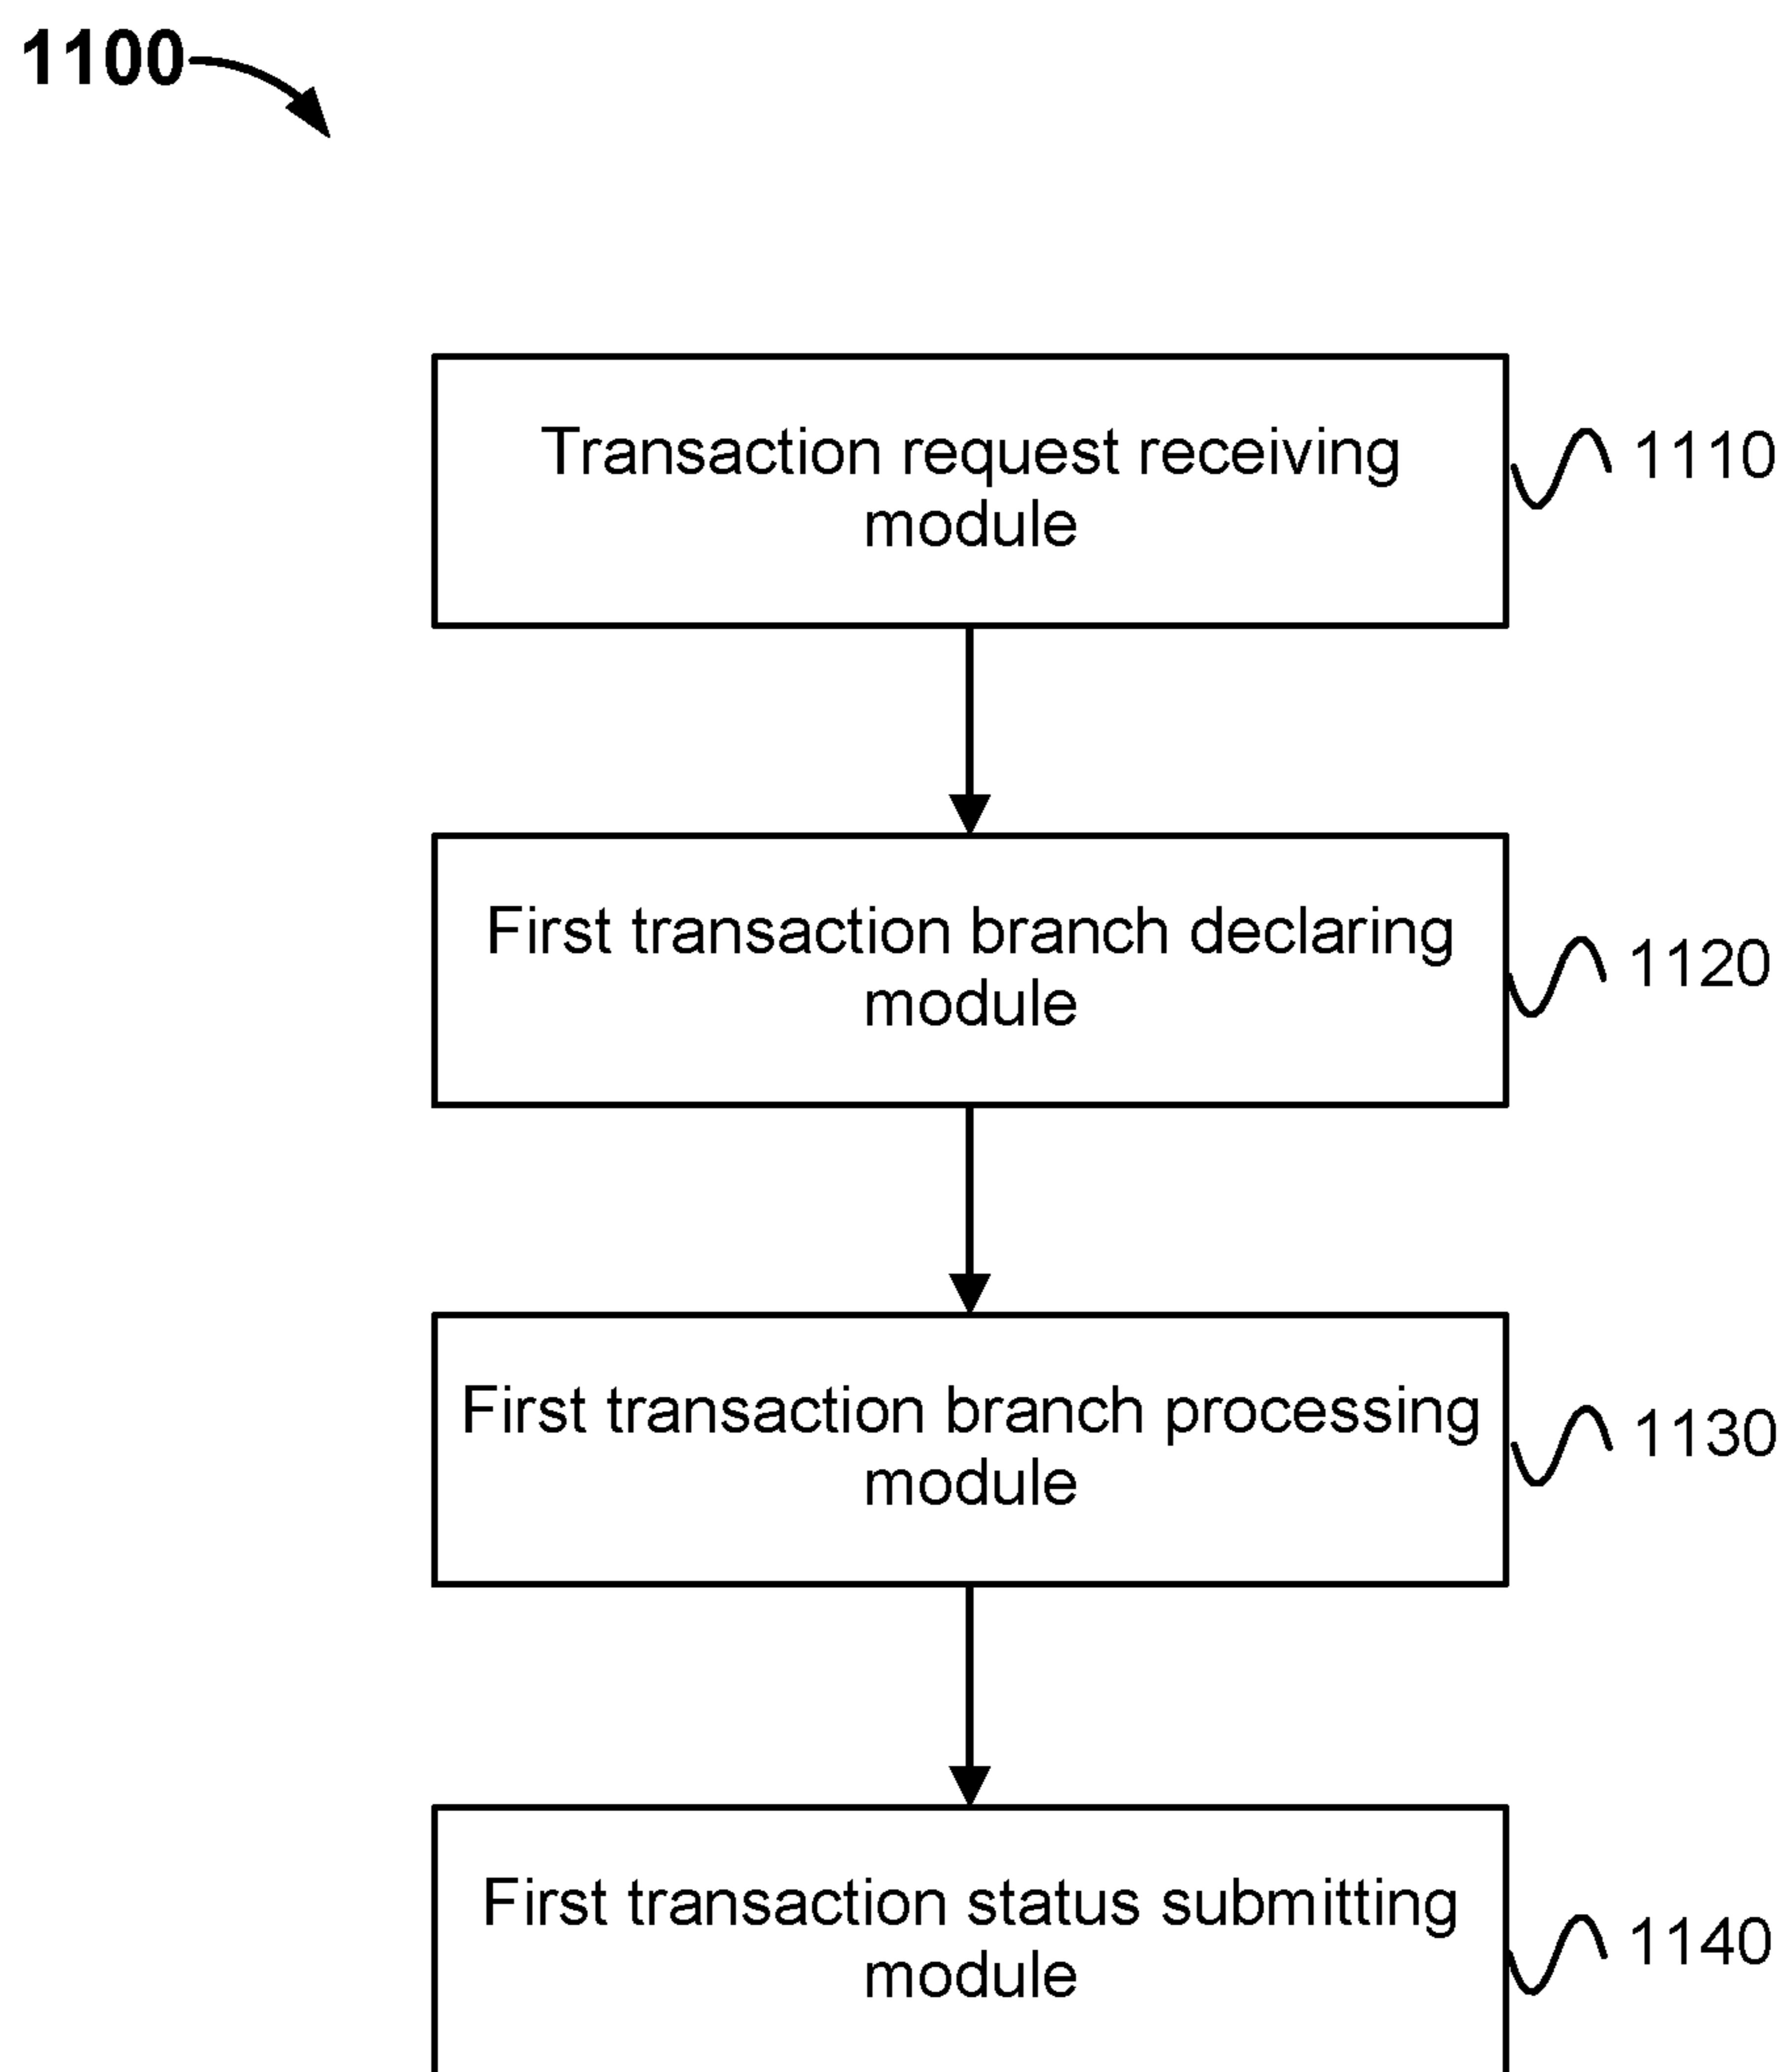 1100
Transaction request receiving
module
1110
First transaction branch declaring
module
1120
First transaction branch processing
module
1130
First transaction status submitting
module
1140